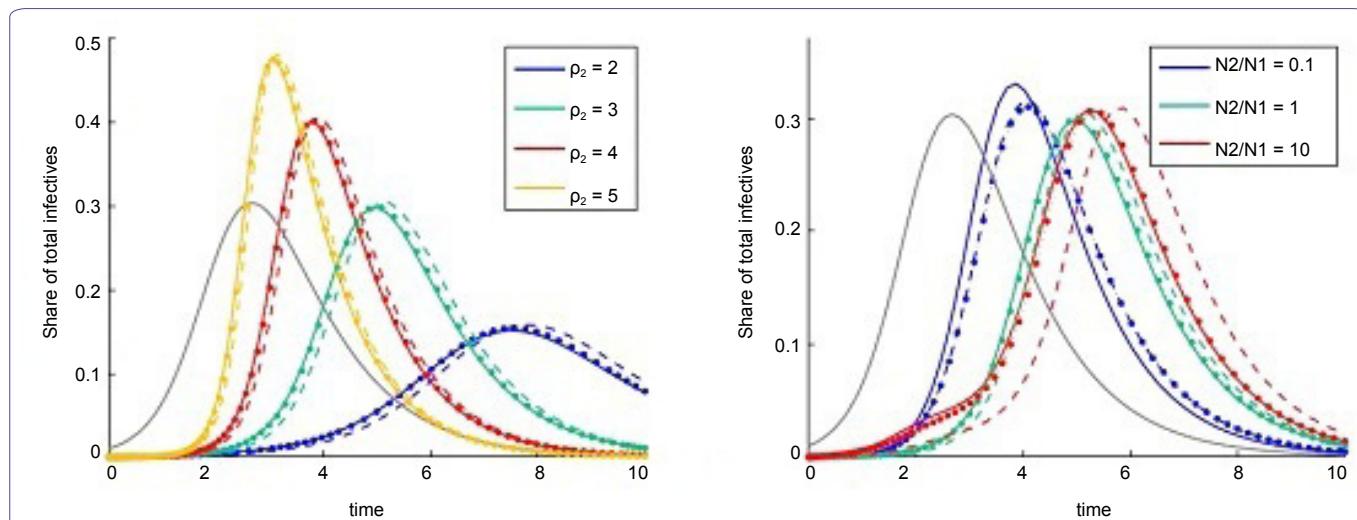 0.5
0.4
0.3
0.2
0.1
0
Share of total infectives
0 2 4 6 8 10
time
ρ₂ = 2
ρ₂ = 3
ρ₂ = 4
ρ₂ = 5
0.3
0.2
0.1
0
Share of total infectives
0 2 4 6 8 10
time
N2/N1 = 0.1
N2/N1 = 1
N2/N1 = 10